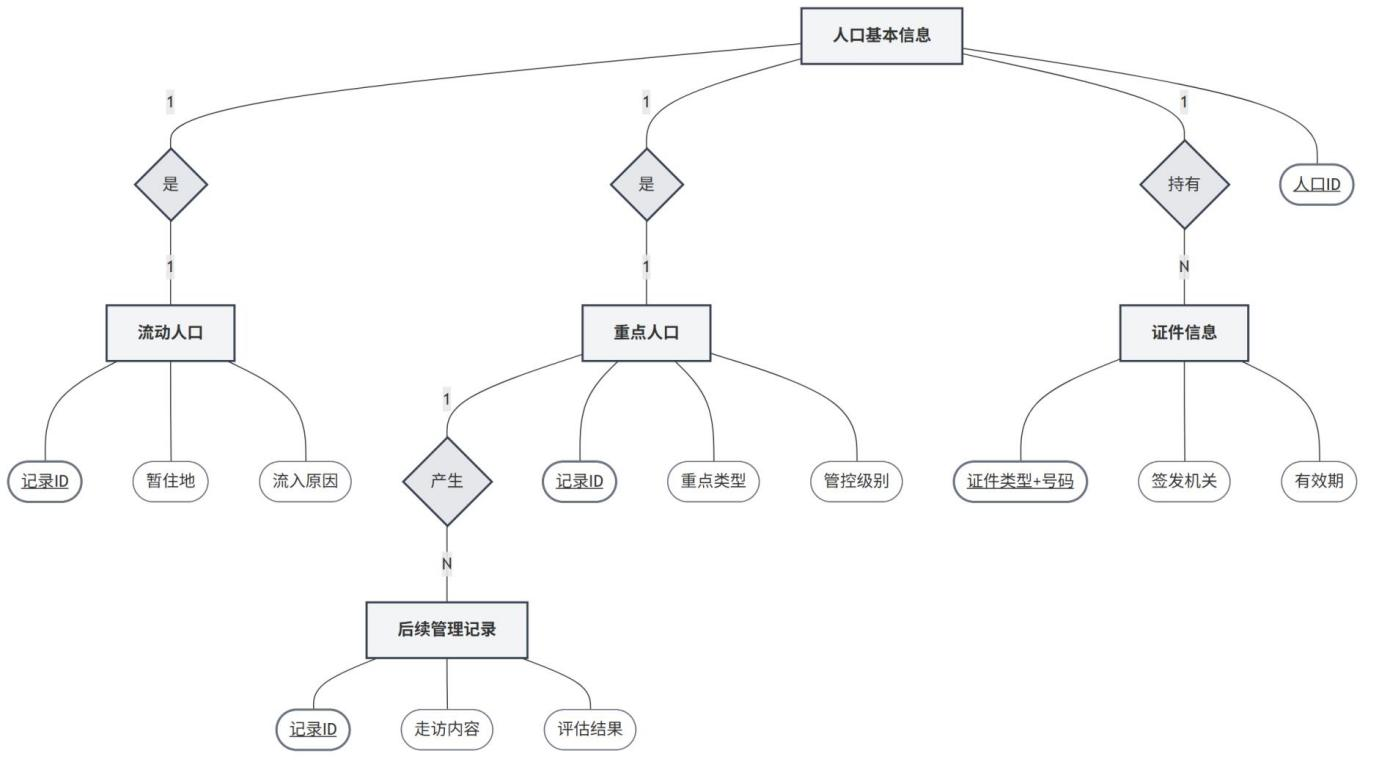 人口基本信息
1
1
1
是
是
持有
人口ID
1
1
N
流动人口
重点人口
证件信息
1
记录ID
暂住地
流入原因
产生
记录ID
重点类型
管控级别
证件类型+号码
签发机关
有效期
N
后续管理记录
记录ID
走访内容
评估结果